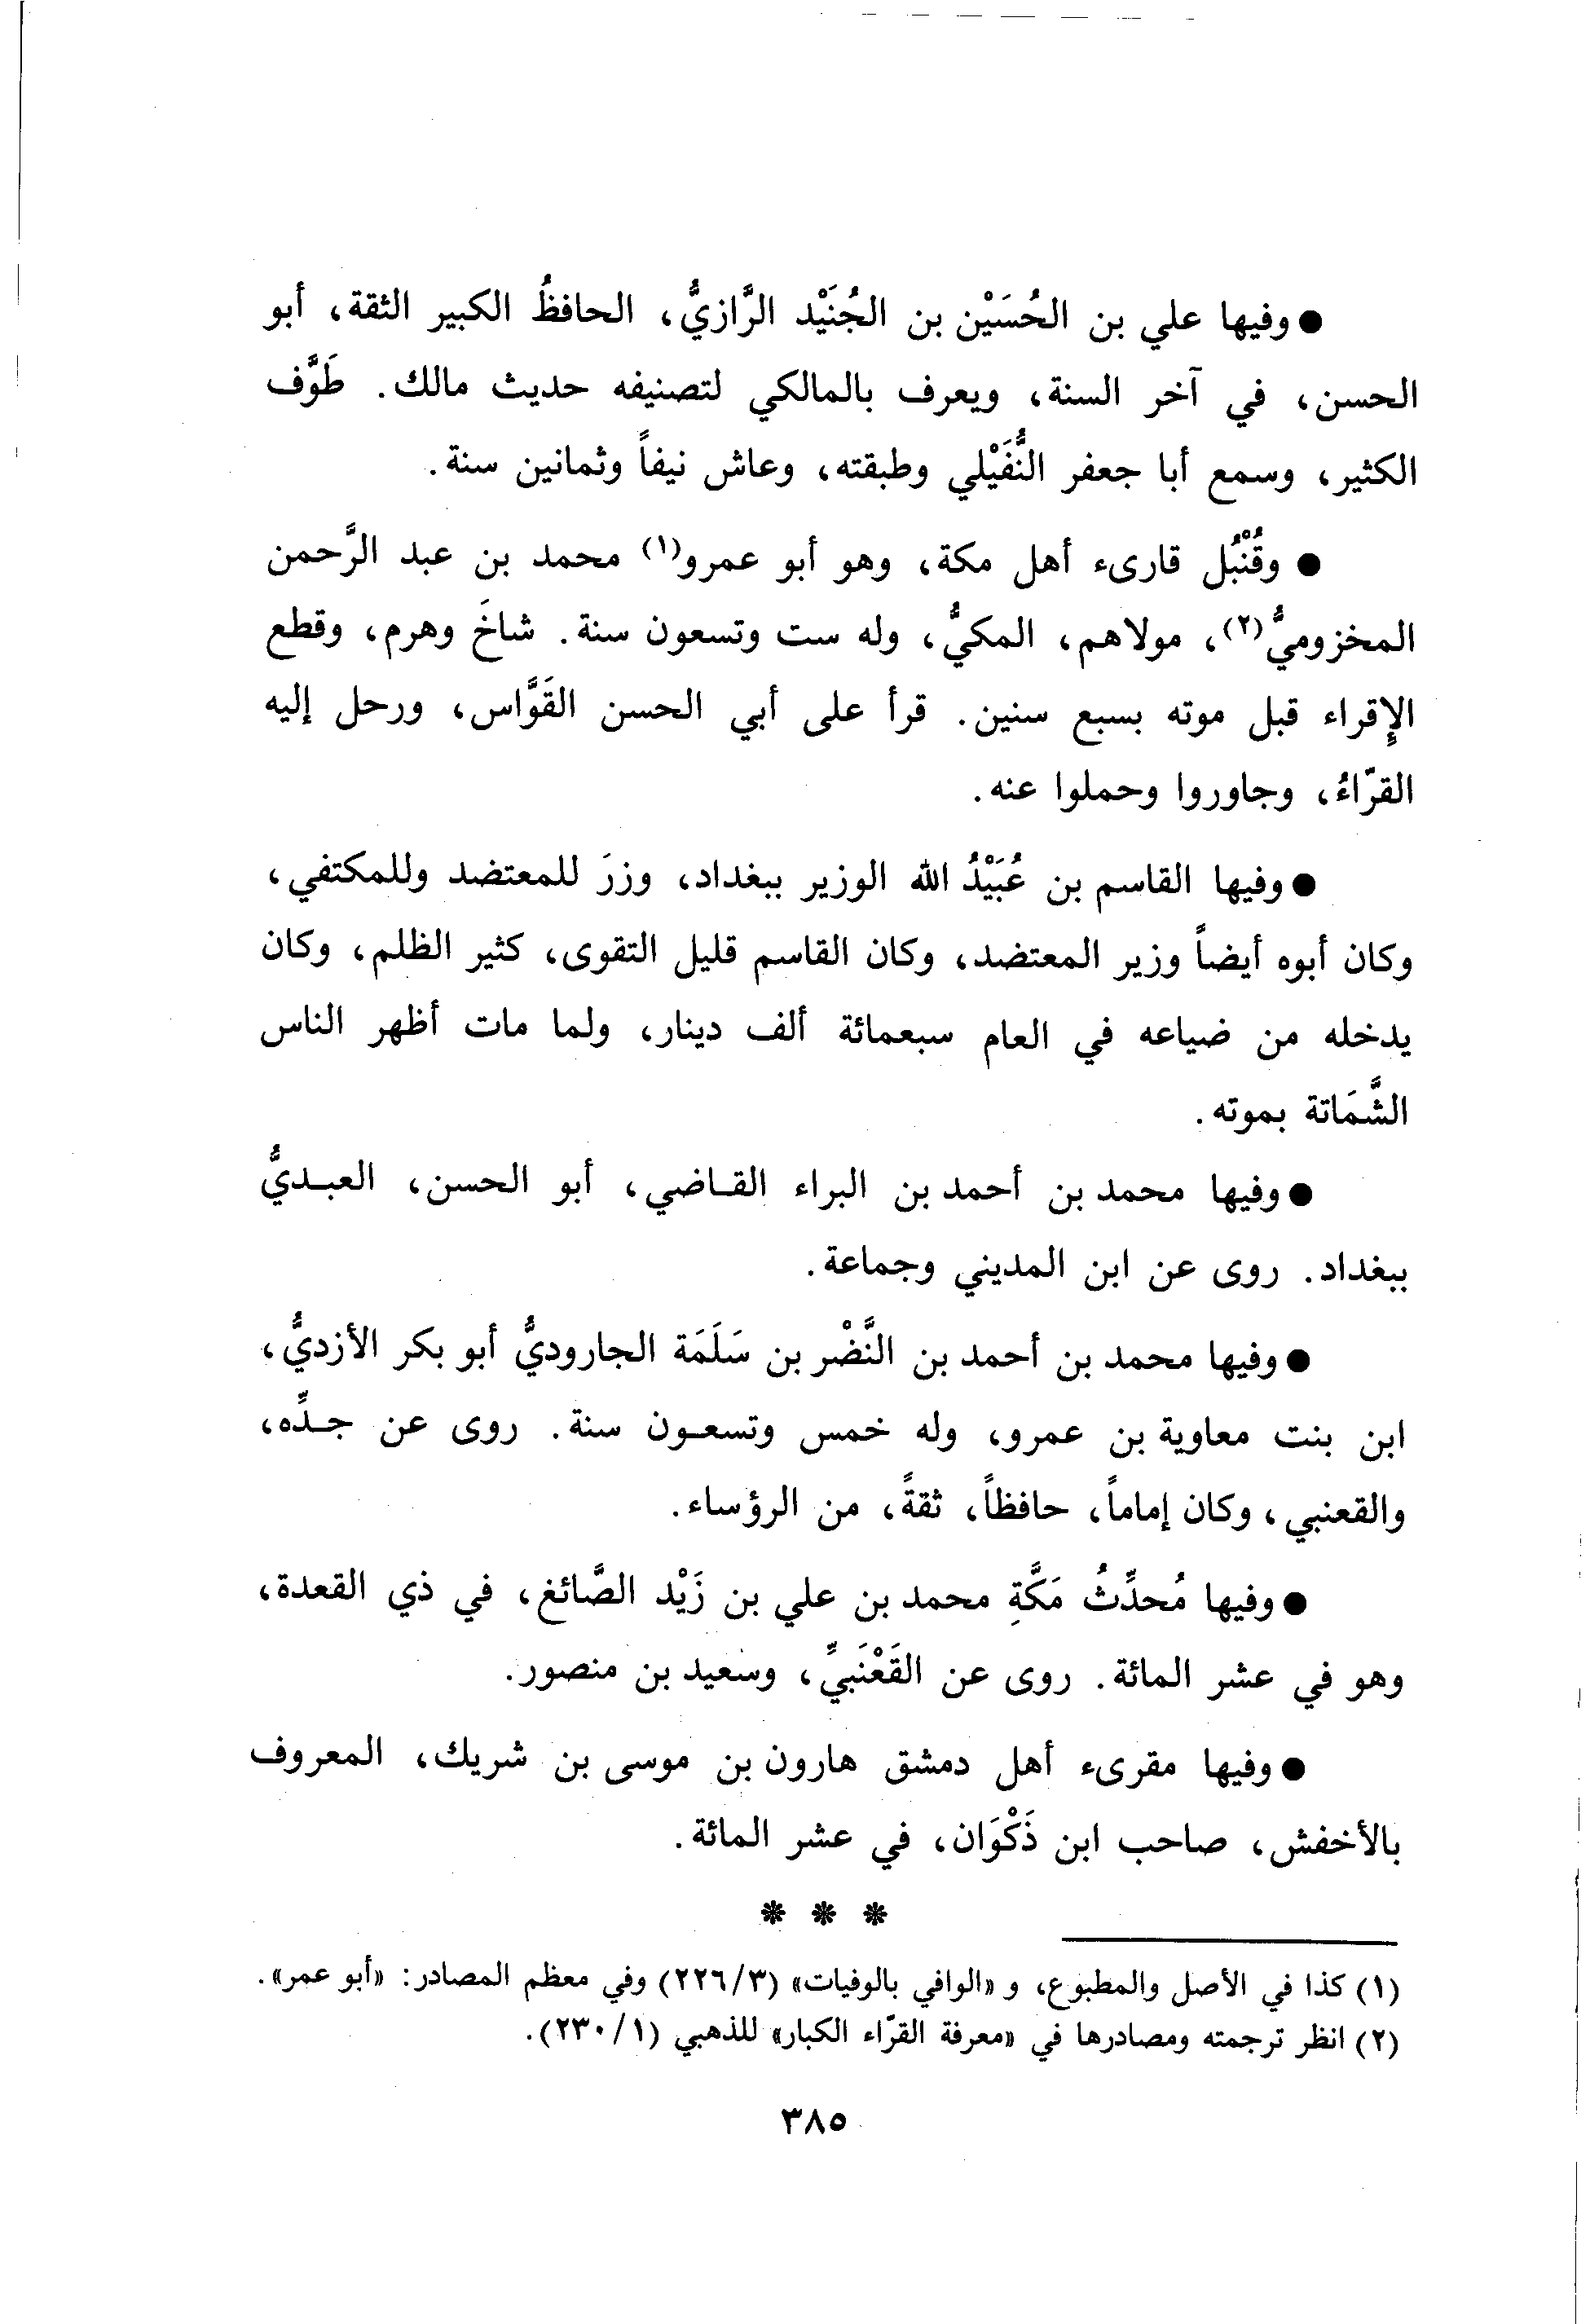 ● وفيها علي بن الحُسَيْن بن الجُنَيْد الرَّازيُّ، الحافظُ الكبير الثقة، أبو
الحسن، في آخر السنة، ويعرف بالمالكي لتصنيفه حديث مالك. طَوَّف
الكثير، وسمع أبا جعفر النُّفَيْلي وطبقته، وعاش نيفاً وثمانين سنة.
● وقُنْبُل قارىء أهل مكة، وهو أبو عمرو(١) محمد بن عبد الرَّحمن
المخزوميُّ(٢)، مولاهم، المكيُّ، وله ست وتسعون سنة. شاخَ وهرم، وقطع
الإِقراء قبل موته بسبع سنين. قرأ على أبي الحسن القَوَّاس، ورحل إليه
القرّاءُ، وجاوروا وحملوا عنه.
● وفيها القاسم بن عُبَيْدُ الله الوزير ببغداد، وزرَ للمعتضد وللمكتفي،
وكان أبوه أيضاً وزير المعتضد، وكان القاسم قليل التقوى، كثير الظلم، وكان
يدخله من ضياعه في العام سبعمائة ألف دينار، ولما مات أظهر الناس
الشَّمَاتة بموته.
● وفيها محمد بن أحمد بن البراء القـاضي، أبو الحسن، العبـديُّ
ببغداد. روى عن ابن المديني وجماعة.
● وفيها محمد بن أحمد بن النَّضْر بن سَلَمَة الجاروديُّ أبو بكر الأزديُّ،
ابن بنت معاوية بن عمرو، وله خمس وتسعـون سنة. روى عن جـدِّه،
والقعنبي، وكان إماماً، حافظاً، ثقةً، من الرؤساء.
● وفيها مُحدِّثُ مَكَّةِ محمد بن علي بن زَيْد الصَّائغ، في ذي القعدة،
وهو في عشر المائة. روى عن القَعْنَبيِّ، وسعيد بن منصور.
● وفيها مقرىء أهل دمشق هارون بن موسى بن شريك، المعروف
بالأخفش، صاحب ابن ذَكْوَان، في عشر المائة.
* * *
(١) كذا في الأصل والمطبوع، و «الوافي بالوفيات» (٢٢٦/٣) وفي معظم المصادر: «أبو عمر».
(٢) انظر ترجمته ومصادرها في «معرفة القرّاء الكبار» للذهبي (٢٣٠/١).
٣٨٥